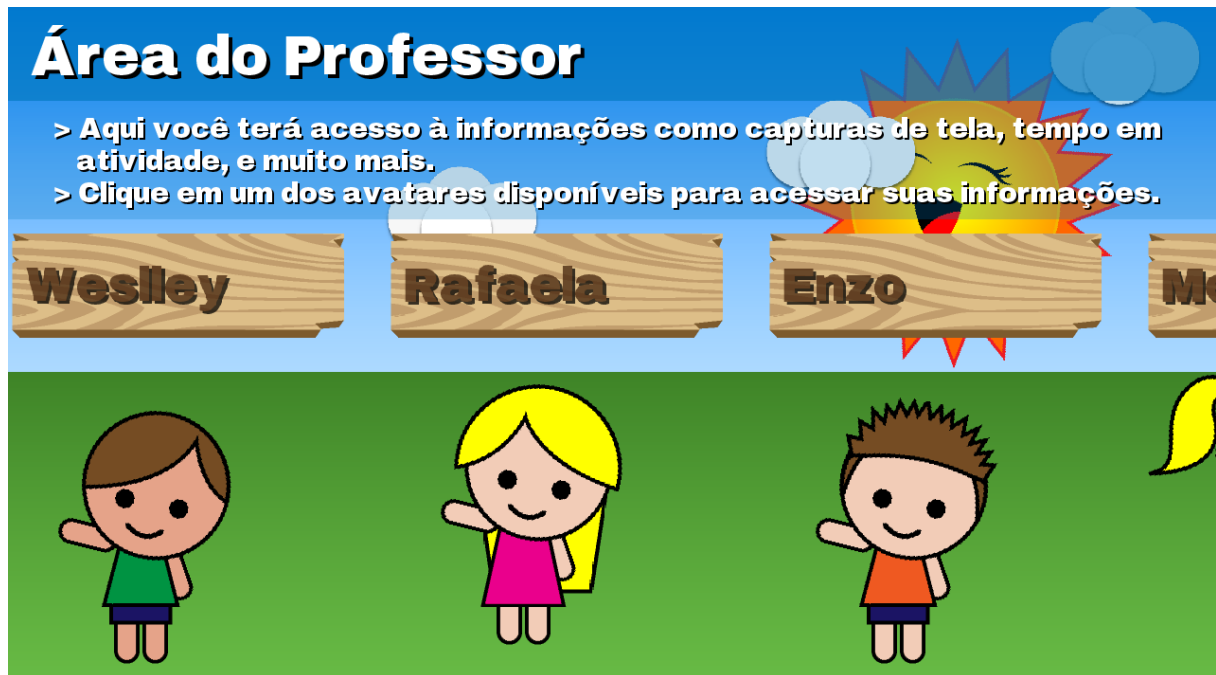 Área do Professor
> Aqui você terá acesso à informações como capturas de tela, tempo em
atividade, e muito mais.
> Clique em um dos avatares disponíveis para acessar suas informações.
Weslley Rafaela Enzo